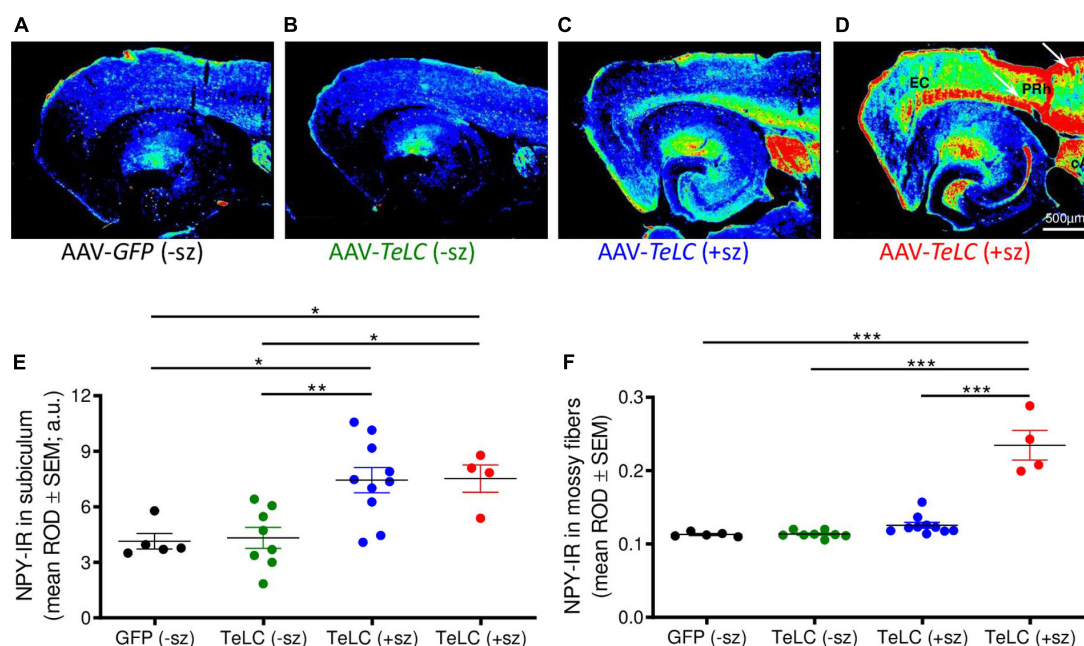 A
B
C
D
EC
PRh
500µm
AAV-GFP (-sz)
AAV-TeLC (-sz)
AAV-TeLC (+sz)
AAV-TeLC (+sz)
E
*
*
*
**
NPY-IR in subiculum
(mean ROD ± SEM; a.u.)
12
9
6
3
0
GFP (-sz)
TeLC (-sz)
TeLC (+sz)
TeLC (+sz)
F
***
***
***
NPY-IR in mossy fibers
(mean ROD ± SEM)
0.3
0.2
0.1
0.0
GFP (-sz)
TeLC (-sz)
TeLC (+sz)
TeLC (+sz)